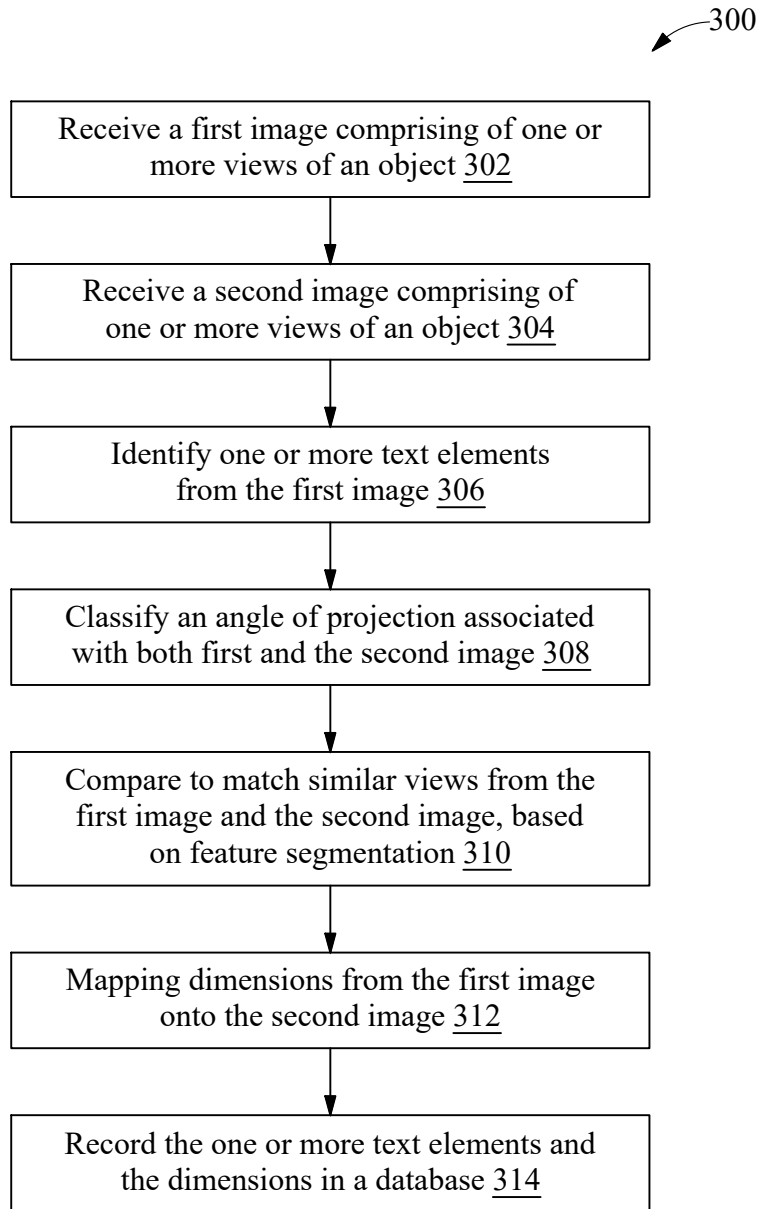 300
Receive a first image comprising of one or
more views of an object 302
Receive a second image comprising of
one or more views of an object 304
Identify one or more text elements
from the first image 306
Classify an angle of projection associated
with both first and the second image 308
Compare to match similar views from the
first image and the second image, based
on feature segmentation 310
Mapping dimensions from the first image
onto the second image 312
Record the one or more text elements and
the dimensions in a database 314